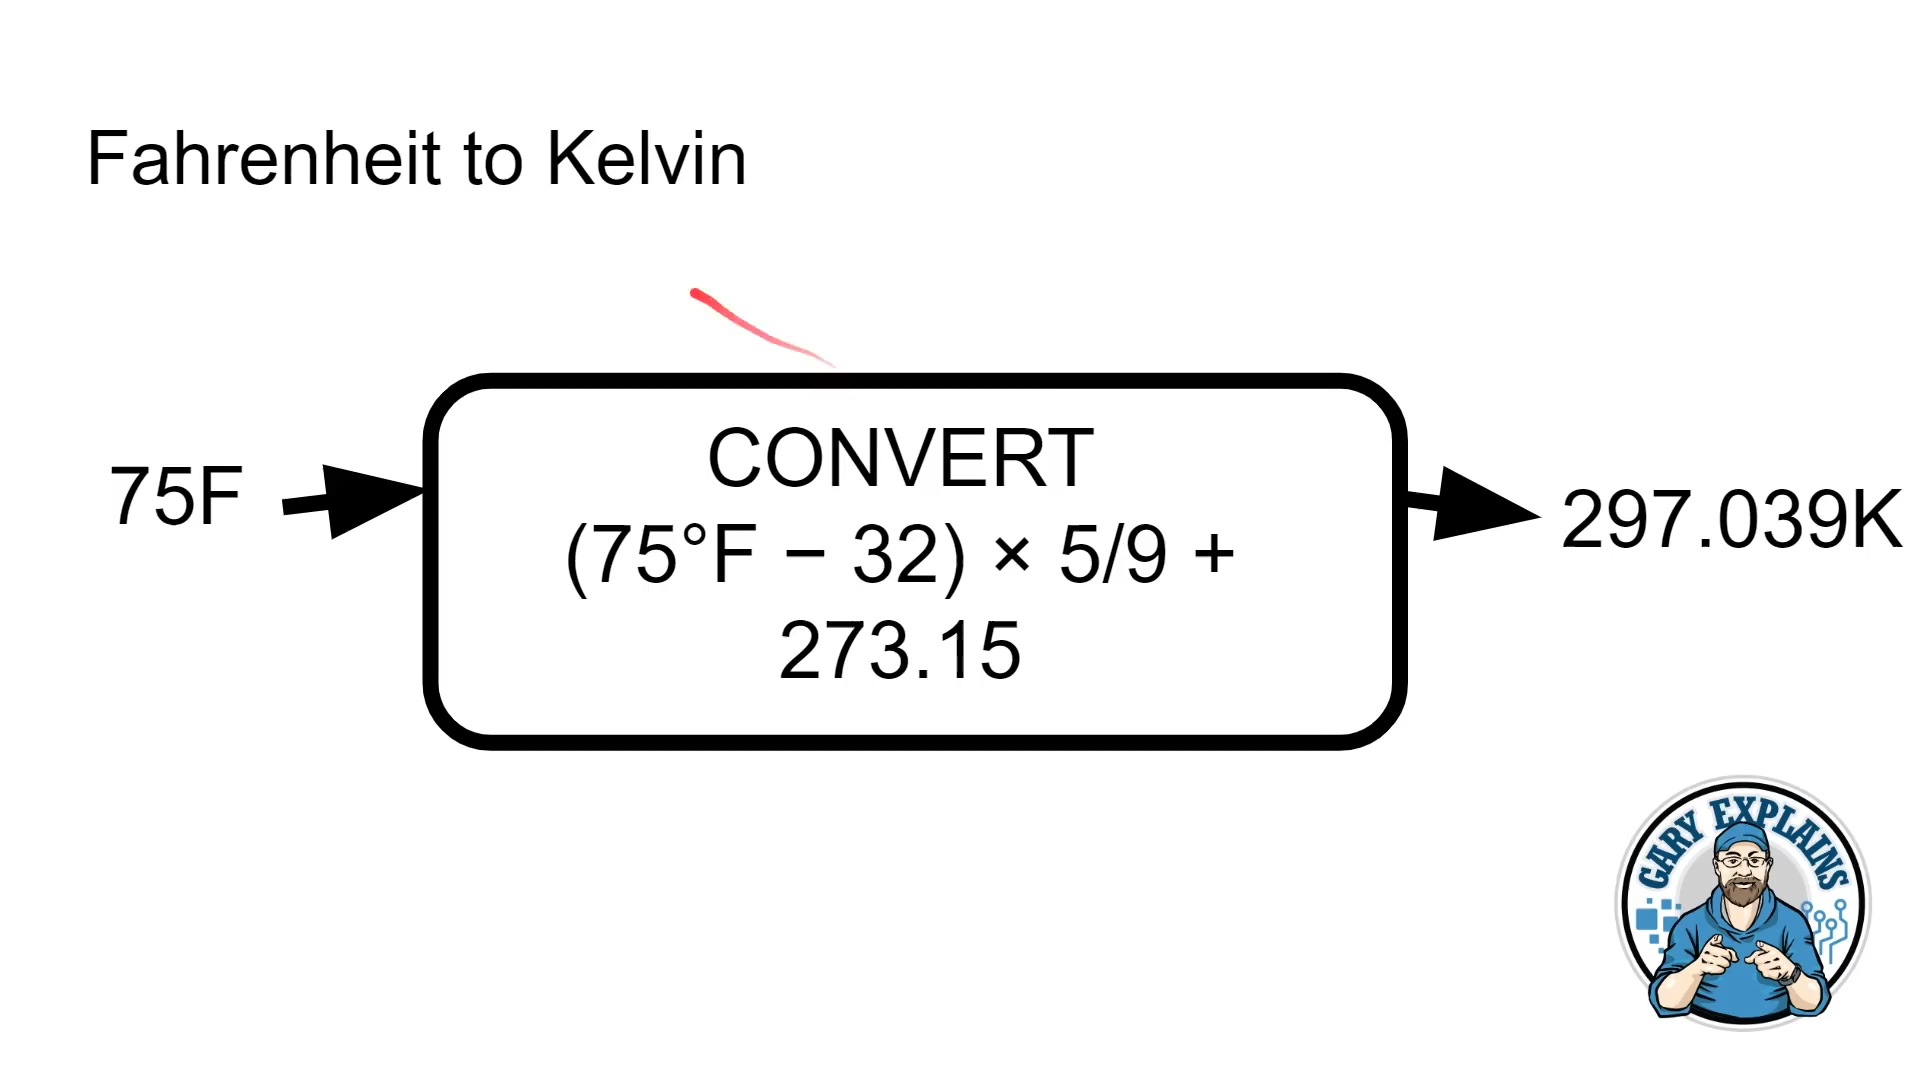 Fahrenheit to Kelvin
75F
CONVERT
(75°F − 32) × 5/9 +
273.15
297.039K
GARY EXPLAINS